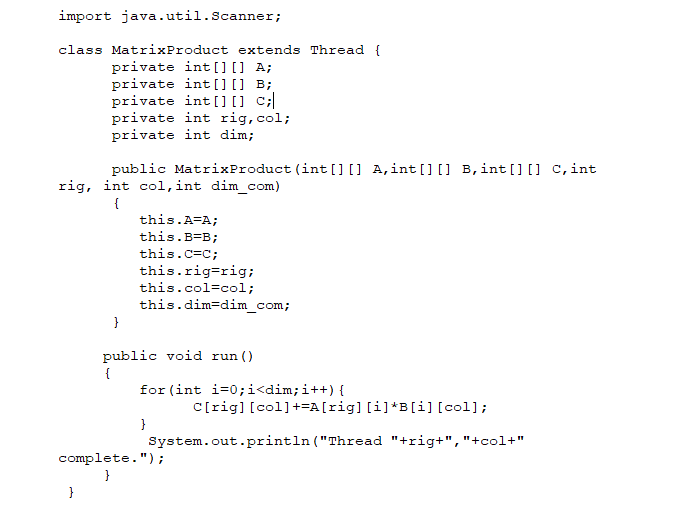 import java.util.Scanner;
class MatrixProduct extends Thread {
private int[][] A;
private int[][] B;
private int[][] C;
private int rig,col;
private int dim;
public MatrixProduct(int[][] A,int[][] B,int[][] C,int
rig, int col,int dim_com)
{
this.A=A;
this.B=B;
this.C=C;
this.rig=rig;
this.col=col;
this.dim=dim_com;
}
public void run()
{
for(int i=0;i<dim;i++){
C[rig][col]+=A[rig][i]*B[i][col];
}
System.out.println("Thread "+rig+","+col+"
complete.");
}
}